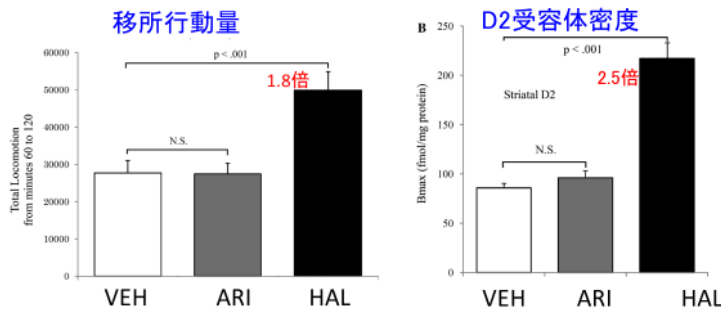 移所行動量
p < .001
1.8倍
N.S.
Total Locomotion
from minutes 60 to 120
60000
50000
40000
30000
20000
10000
0
VEH ARI HAL
B D2受容体密度
p < .001
2.5倍
Striatal D2
N.S.
Bmax (fmol/mg protein)
250
200
150
100
50
0
VEH ARI HAL